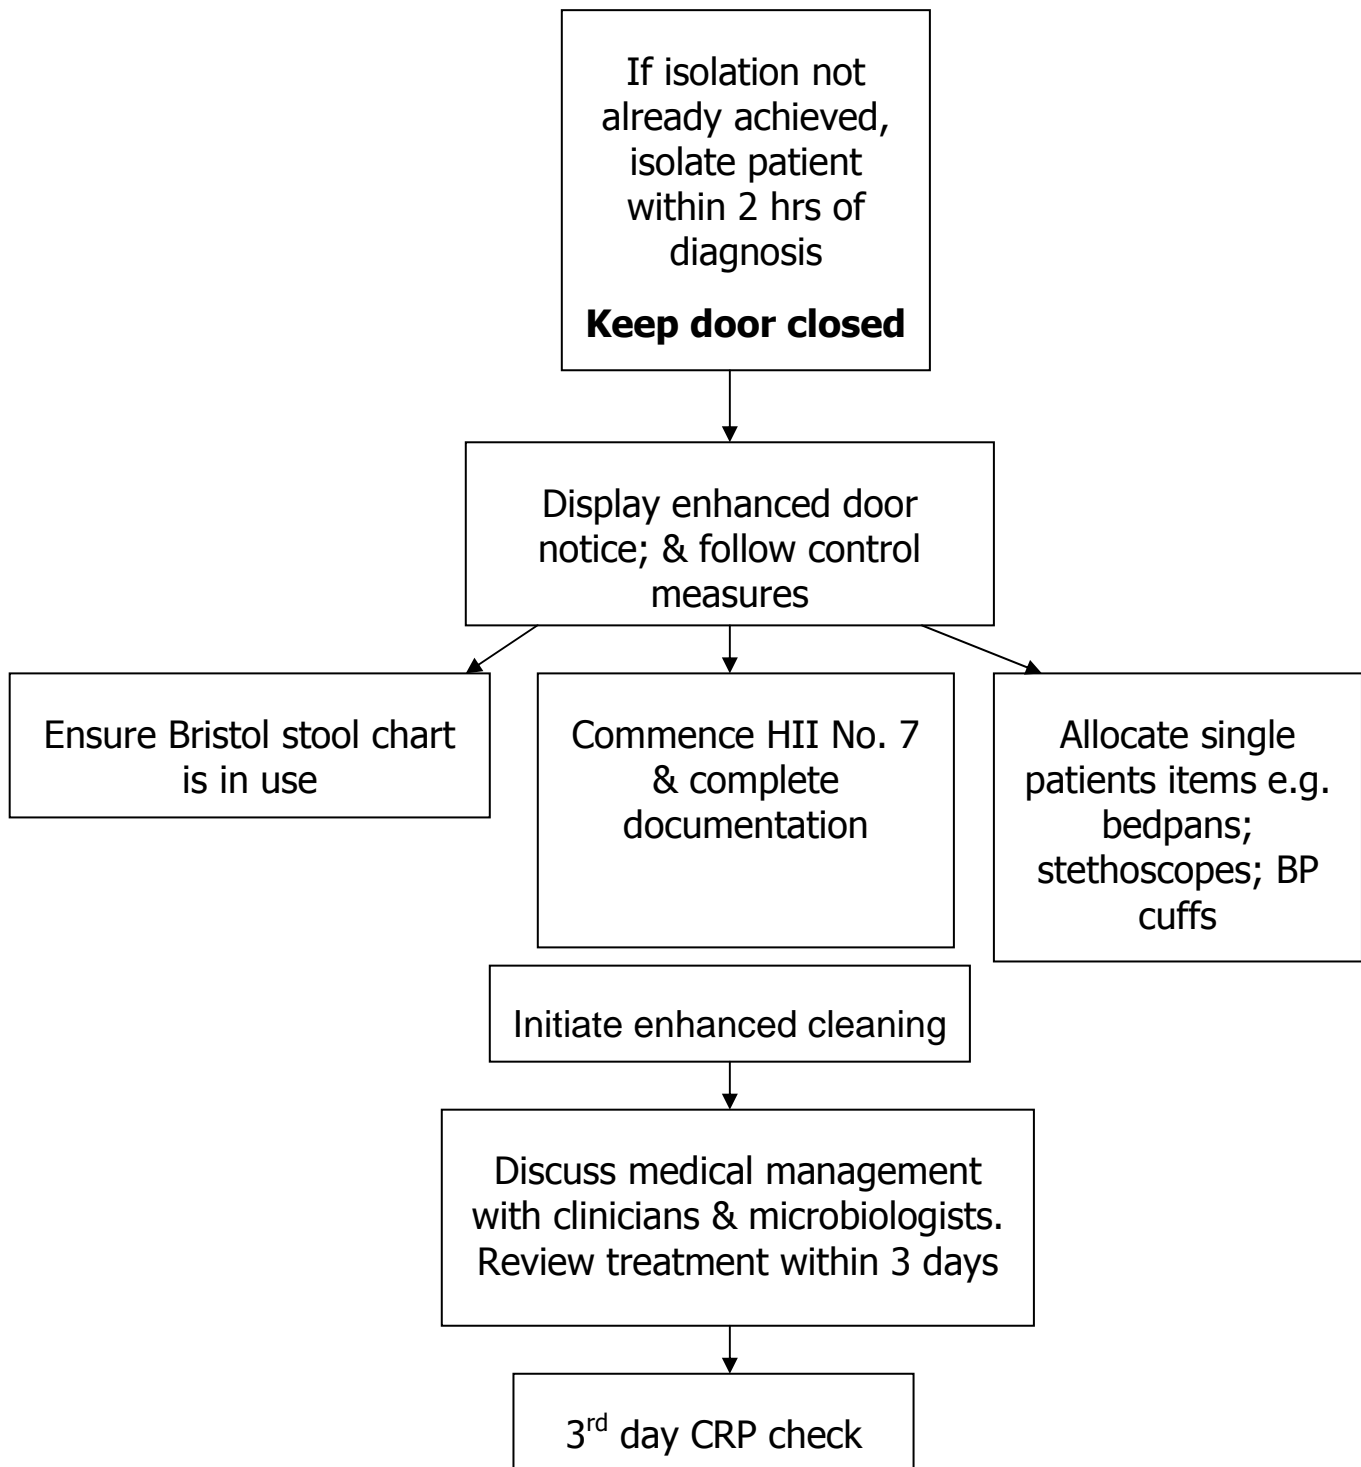 If isolation not
already achieved,
isolate patient
within 2 hrs of
diagnosis
Keep door closed
Display enhanced door
notice; & follow control
measures
Ensure Bristol stool chart
is in use
Commence HII No. 7
& complete
documentation
Allocate single
patients items e.g.
bedpans;
stethoscopes; BP
cuffs
Initiate enhanced cleaning
Discuss medical management
with clinicians & microbiologists.
Review treatment within 3 days
3rd day CRP check